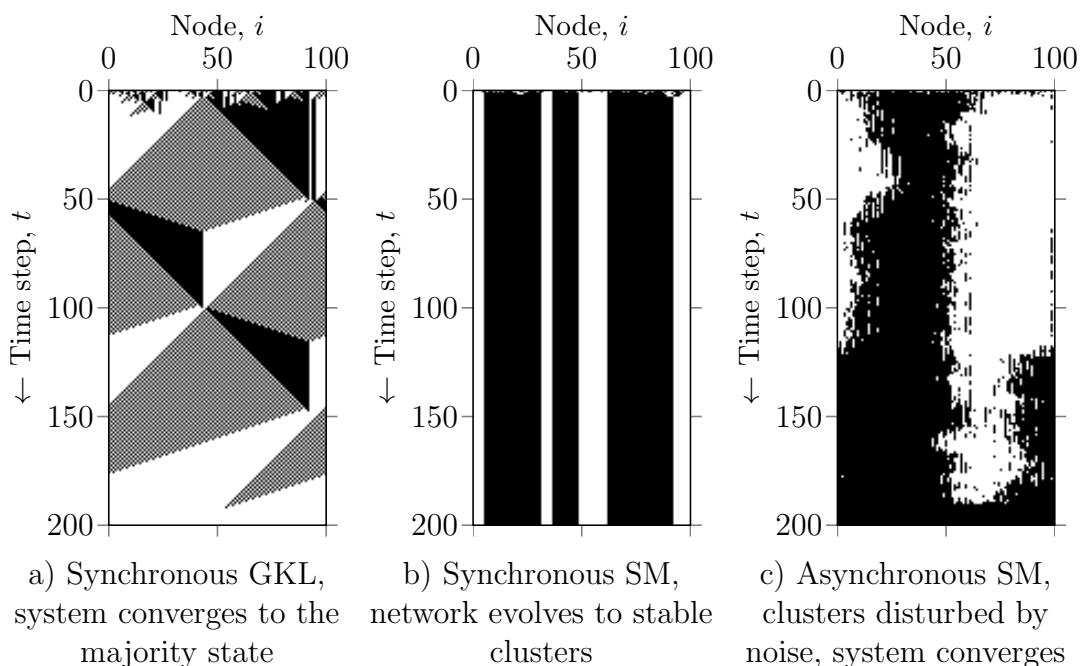 Node, i
0 50 100
0
50
100
150
200
← Time step, t
a) Synchronous GKL,
system converges to the
majority state
Node, i
0 50 100
0
50
100
150
200
← Time step, t
b) Synchronous SM,
network evolves to stable
clusters
Node, i
0 50 100
0
50
100
150
200
← Time step, t
c) Asynchronous SM,
clusters disturbed by
noise, system converges